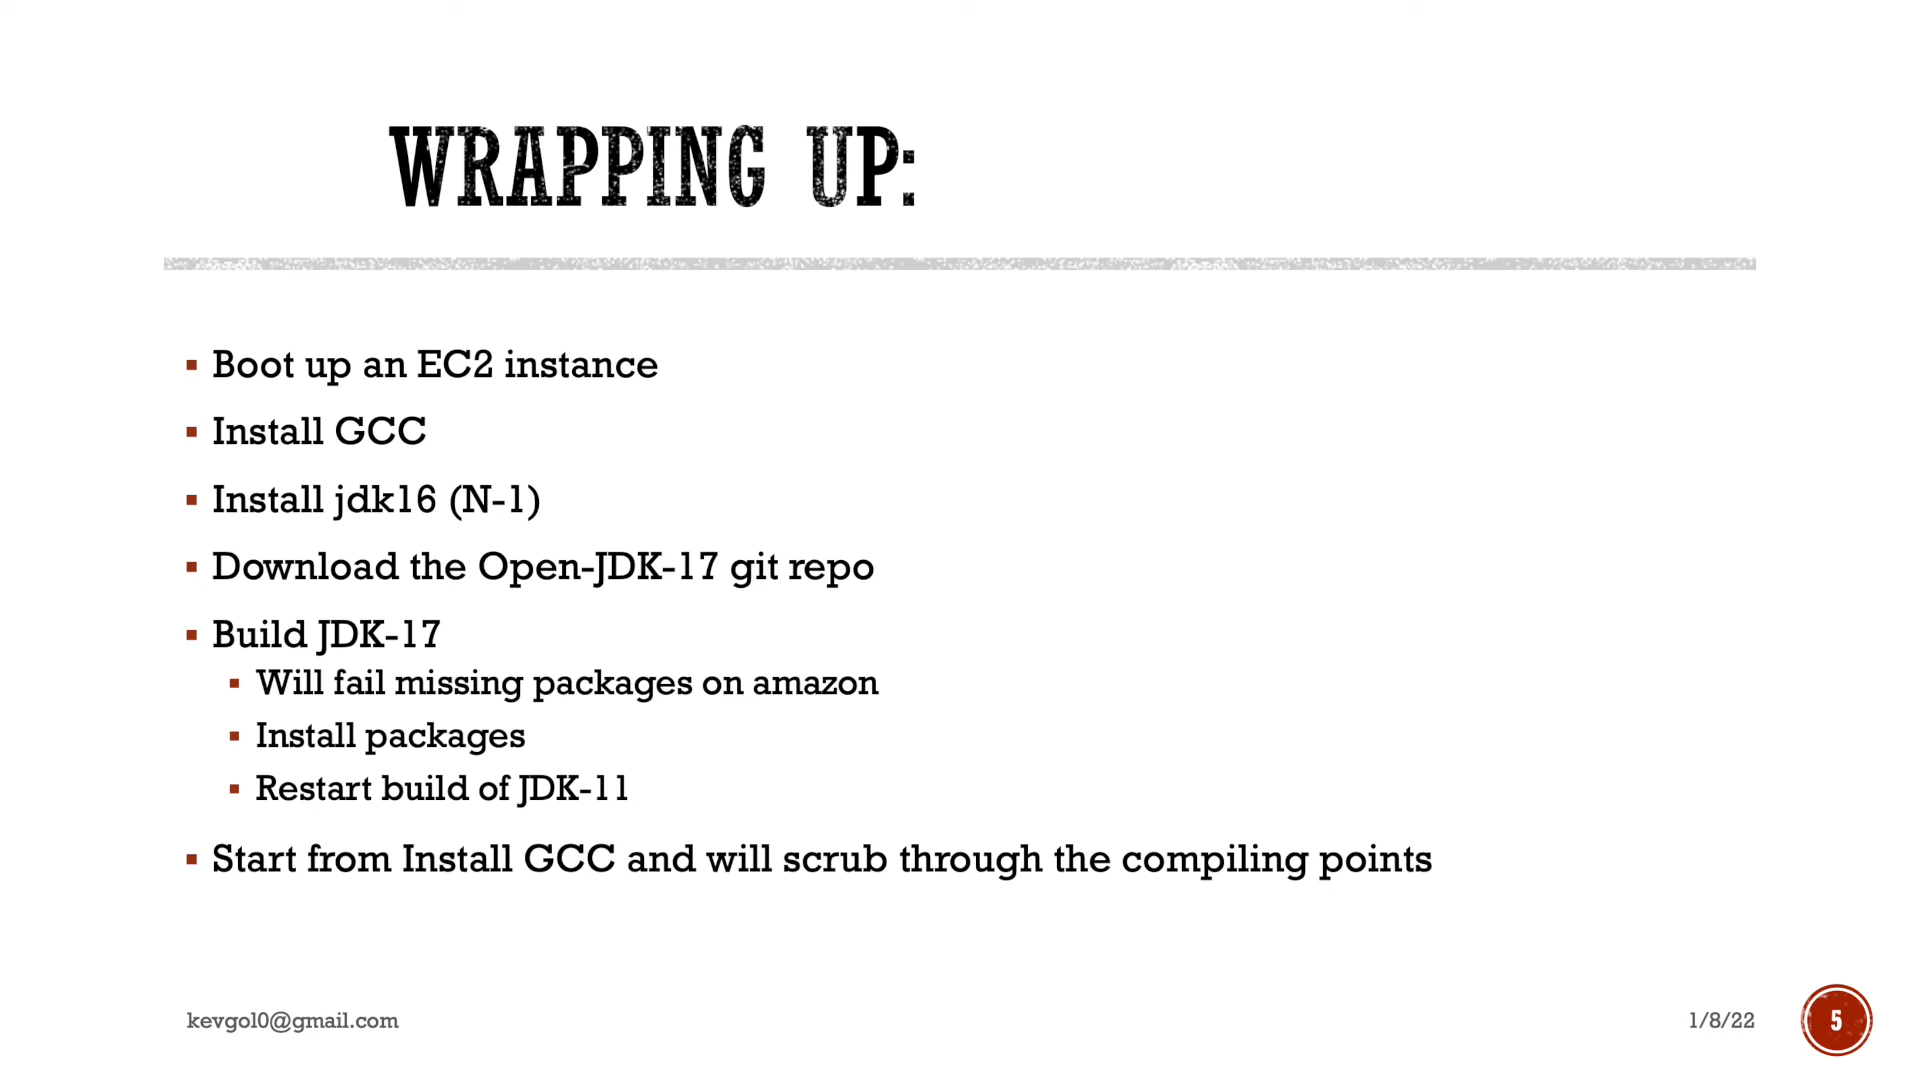 WRAPPING UP:
Boot up an EC2 instance
Install GCC
Install jdk16 (N-1)
Download the Open-JDK-17 git repo
Build JDK-17
Will fail missing packages on amazon
Install packages
Restart build of JDK-11
Start from Install GCC and will scrub through the compiling points
kevgol0@gmail.com
1/8/22
5